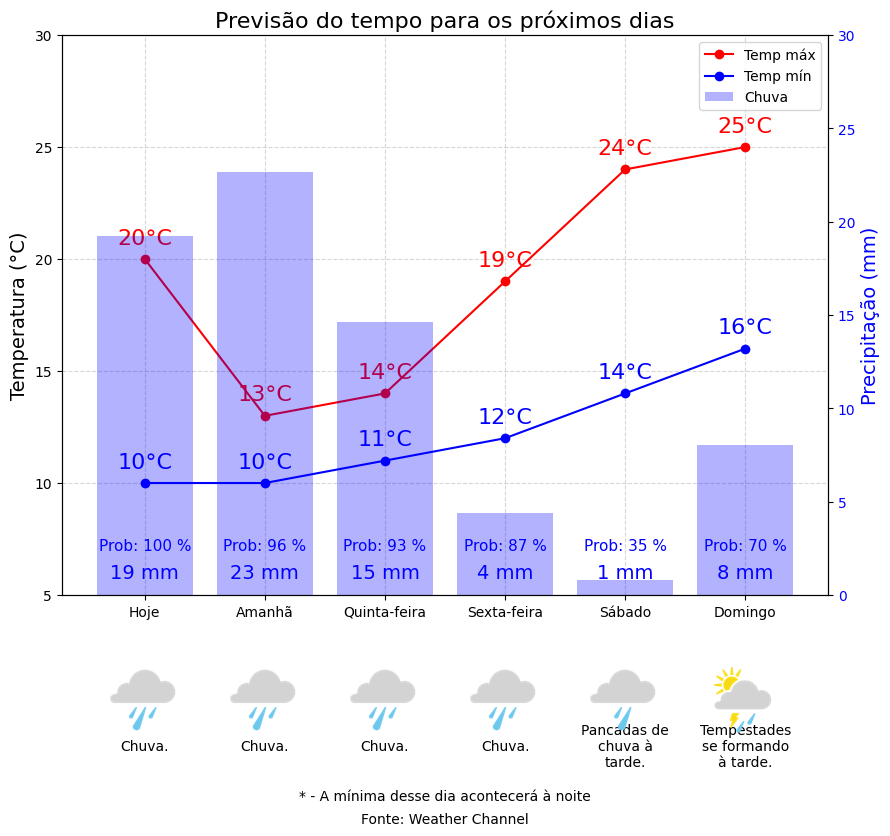 Previsão do tempo para os próximos dias
Temp máx
Temp mín
Chuva
Temperatura (°C)
30
25
20
15
10
5
Precipitação (mm)
30
25
20
15
10
5
0
20°C
13°C
14°C
19°C
24°C
25°C
10°C
10°C
11°C
12°C
14°C
16°C
Prob: 100 %
Prob: 96 %
Prob: 93 %
Prob: 87 %
Prob: 35 %
Prob: 70 %
19 mm
23 mm
15 mm
4 mm
1 mm
8 mm
Hoje
Amanhã
Quinta-feira
Sexta-feira
Sábado
Domingo
Chuva.
Chuva.
Chuva.
Chuva.
Pancadas de
chuva à
tarde.
Tempestades
se formando
à tarde.
* - A mínima desse dia acontecerá à noite
Fonte: Weather Channel